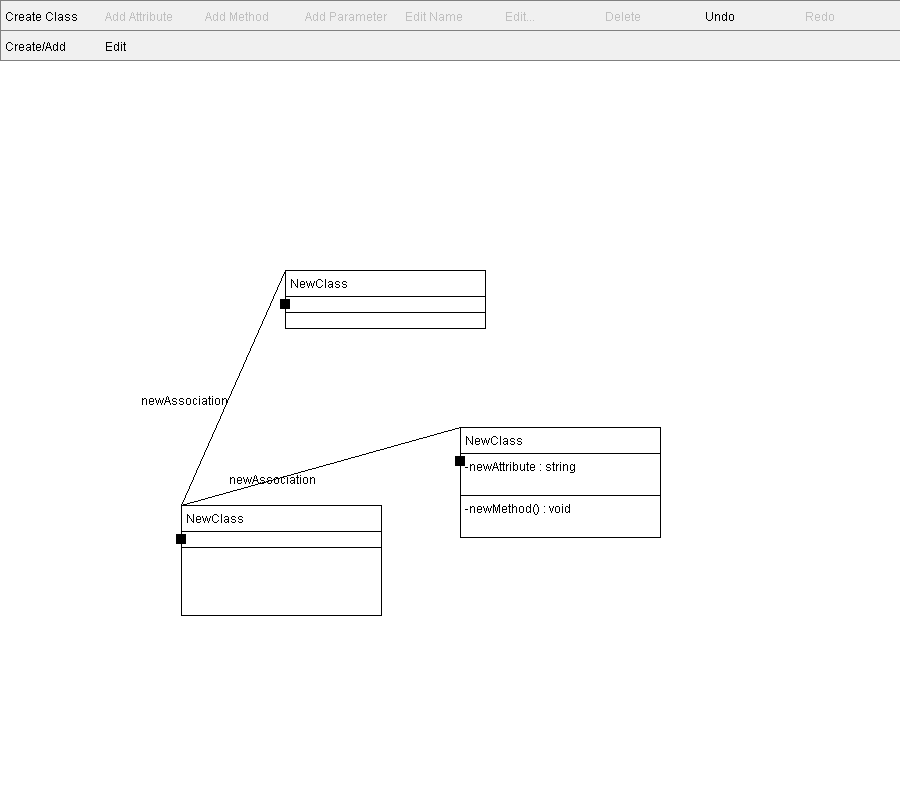 Create Class Add Attribute Add Method Add Parameter Edit Name Edit... Delete Undo Redo
Create/Add Edit
NewClass
newAssociation
NewClass
-newAttribute : string
newAssociation
-newMethod() : void
NewClass